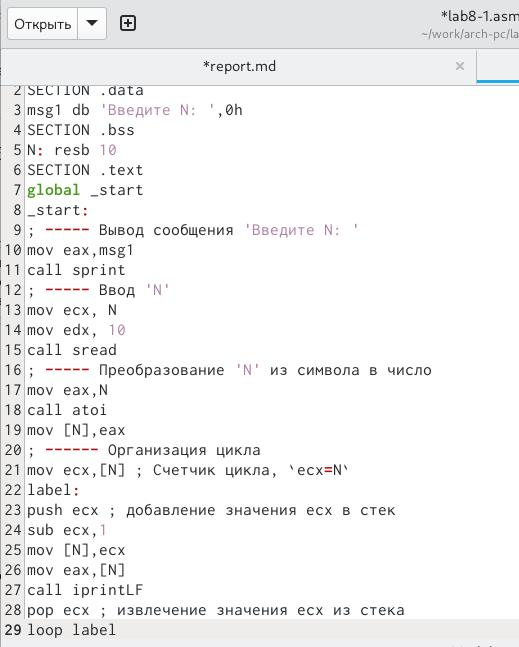 Открыть
*lab8-1.asm
~/work/arch-pc/la
*report.md
2 SECTION .data
3 msg1 db 'Введите N: ',0h
4 SECTION .bss
5 N: resb 10
6 SECTION .text
7 global _start
8 _start:
9 ; ----- Вывод сообщения 'Введите N: '
10 mov eax,msg1
11 call sprint
12 ; ----- Ввод 'N'
13 mov ecx, N
14 mov edx, 10
15 call sread
16 ; ----- Преобразование 'N' из символа в число
17 mov eax,N
18 call atoi
19 mov [N],eax
20 ; ------ Организация цикла
21 mov ecx,[N] ; Счетчик цикла, `ecx=N`
22 label:
23 push ecx ; добавление значения ecx в стек
24 sub ecx,1
25 mov [N],ecx
26 mov eax,[N]
27 call iprintLF
28 pop ecx ; извлечение значения ecx из стека
29 loop label